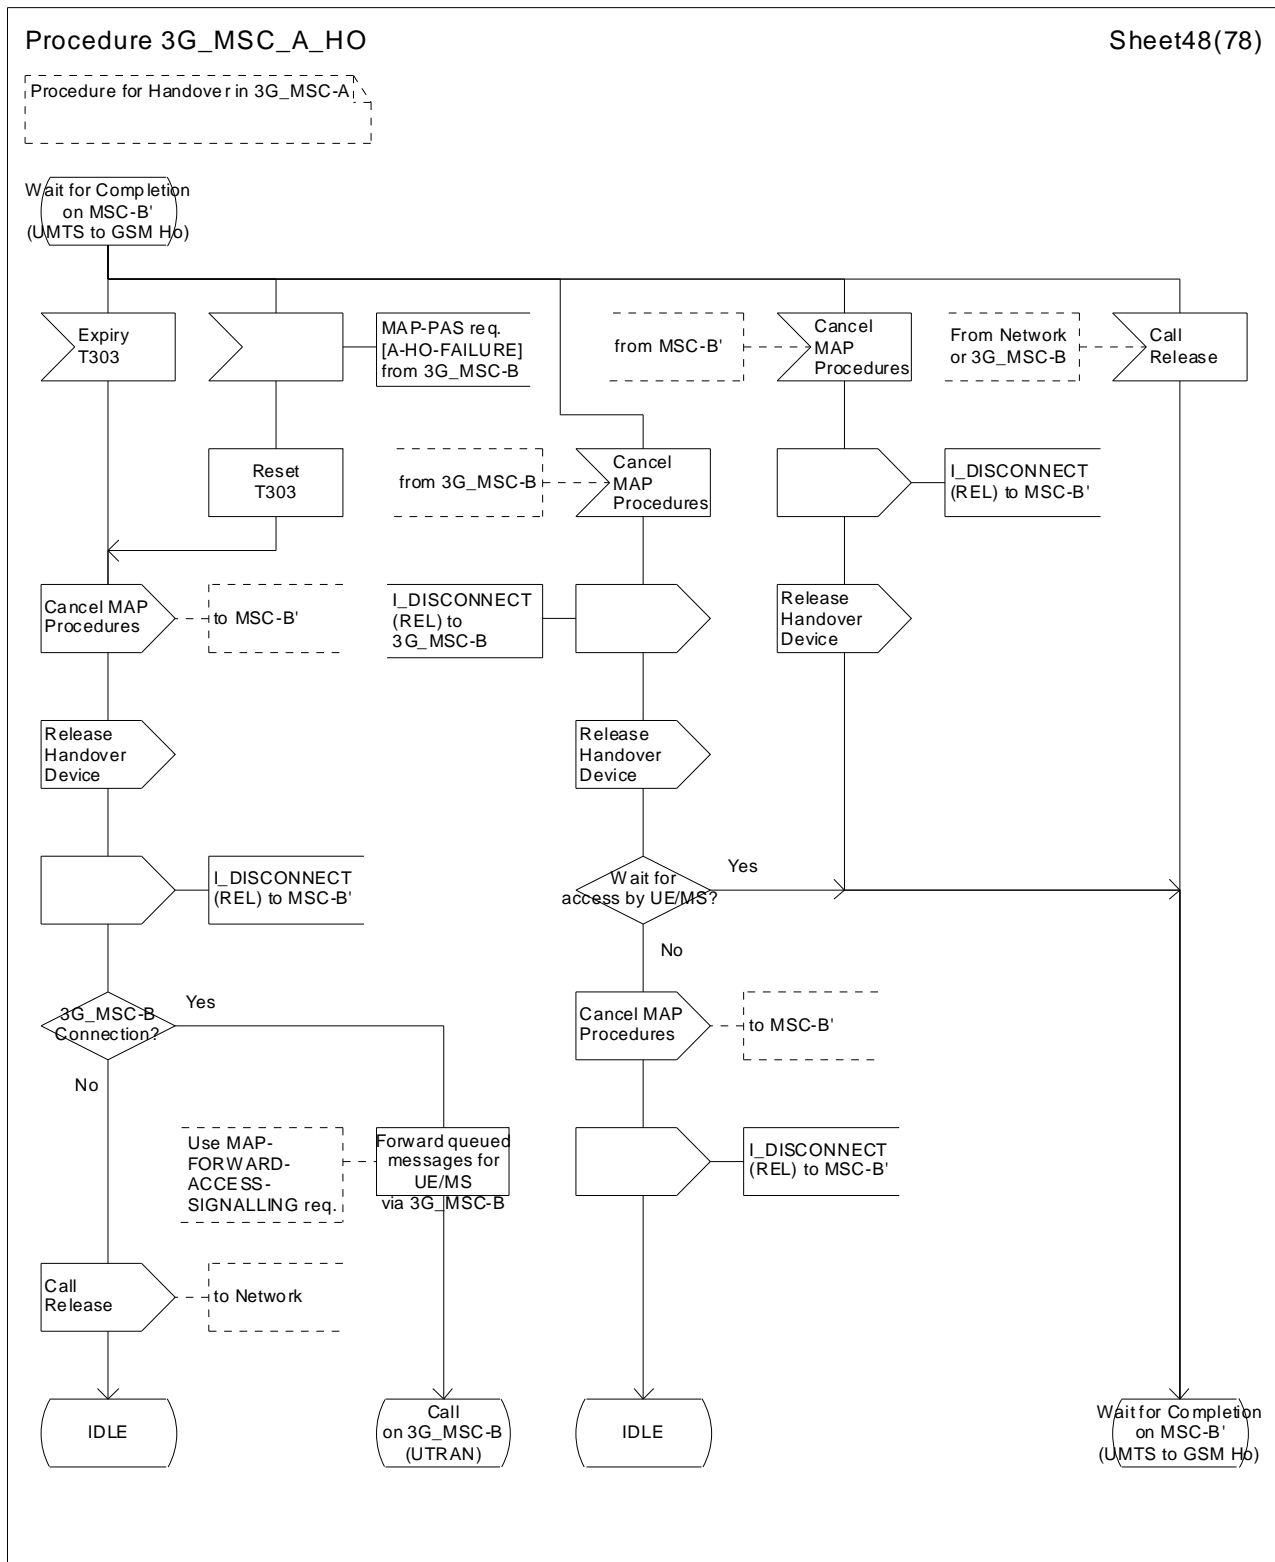 Procedure 3G_MSC_A_HO
Sheet48(78)
Procedure for Handover in 3G_MSC-A
Wait for Completion
on MSC-B'
(UMTS to GSM Ho)
Expiry
T303
MAP-PAS req.
[A-HO-FAILURE]
from 3G_MSC-B
from MSC-B'
Cancel
MAP
Procedures
From Network
or 3G_MSC-B
Call
Release
Reset
T303
from 3G_MSC-B
Cancel
MAP
Procedures
I_DISCONNECT
(REL) to MSC-B'
Cancel MAP
Procedures
to MSC-B'
I_DISCONNECT
(REL) to
3G_MSC-B
Release
Handover
Device
Release
Handover
Device
Release
Handover
Device
I_DISCONNECT
(REL) to MSC-B'
Wait for
access by UE/MS?
Yes
No
3G_MSC-B
Connection?
Yes
No
Cancel MAP
Procedures
to MSC-B'
Use MAP-
FORWARD-
ACCESS-
SIGNALLING req.
Forward queued
messages for
UE/MS
via 3G_MSC-B
I_DISCONNECT
(REL) to MSC-B'
Call
Release
to Network
IDLE
Call
on 3G_MSC-B
(UTRAN)
IDLE
Wait for Completion
on MSC-B'
(UMTS to GSM Ho)